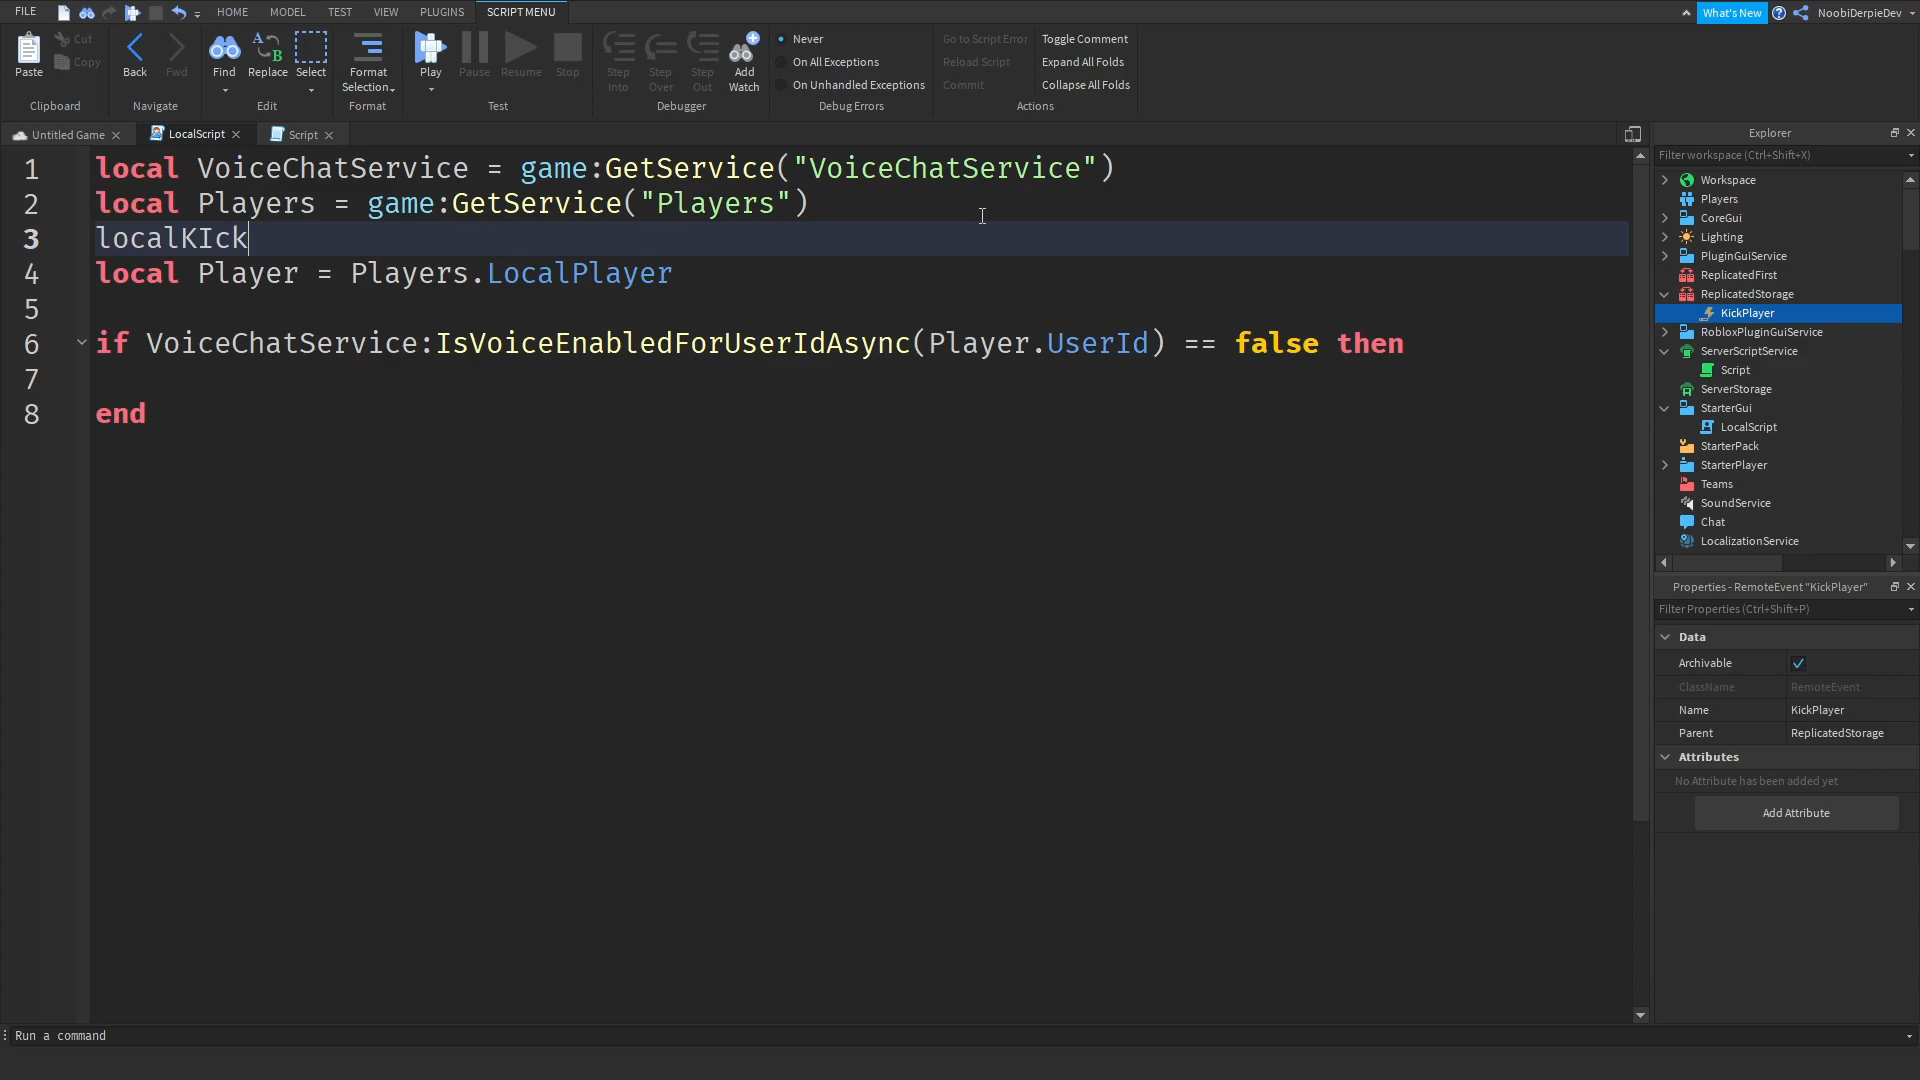 FILE
HOME
MODEL
TEST
VIEW
PLUGINS
SCRIPT MENU
What's New
NoobiDerpieDev
Paste
Cut
Copy
Clipboard
Back
Fwd
Navigate
Find
Replace
Select
Edit
Format
Selection
Format
Play
Pause
Resume
Stop
Test
Step
Into
Step
Over
Step
Out
Add
Watch
Debugger
Never
On All Exceptions
On Unhandled Exceptions
Debug Errors
Go to Script Error
Reload Script
Commit
Toggle Comment
Expand All Folds
Collapse All Folds
Actions
Untitled Game
LocalScript
Script
1 local VoiceChatService = game:GetService("VoiceChatService")
2 local Players = game:GetService("Players")
3 localKIck
4 local Player = Players.LocalPlayer
5
6 if VoiceChatService:IsVoiceEnabledForUserIdAsync(Player.UserId) == false then
7
8 end
Explorer
Filter workspace (Ctrl+Shift+X)
Workspace
Players
CoreGui
Lighting
PluginGuiService
ReplicatedFirst
ReplicatedStorage
KickPlayer
RobloxPluginGuiService
ServerScriptService
Script
ServerStorage
StarterGui
LocalScript
StarterPack
StarterPlayer
Teams
SoundService
Chat
LocalizationService
Properties - RemoteEvent "KickPlayer"
Filter Properties (Ctrl+Shift+P)
Data
Archivable
ClassName RemoteEvent
Name KickPlayer
Parent ReplicatedStorage
Attributes
No Attribute has been added yet
Add Attribute
Run a command